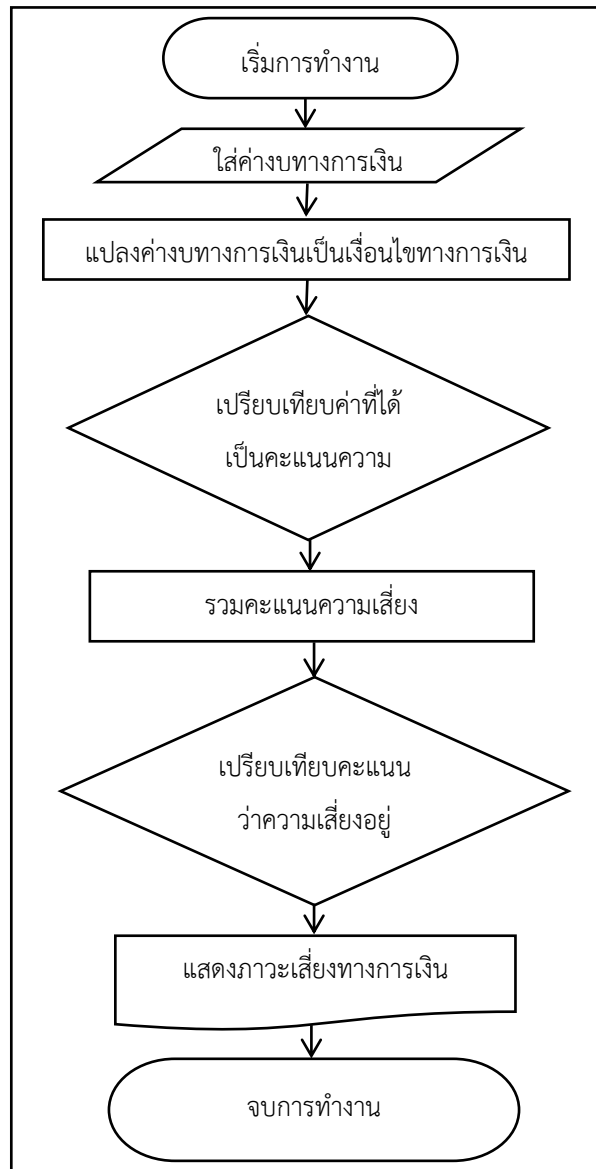 เริ่มการทำงาน
ใส่ค่างบทางการเงิน
แปลงค่างบทางการเงินเป็นเงื่อนไขทางการเงิน
เปรียบเทียบค่าที่ได้
เป็นคะแนนความ
รวมคะแนนความเสี่ยง
เปรียบเทียบคะแนน
ว่าความเสี่ยงอยู่
แสดงภาวะเสี่ยงทางการเงิน
จบการทำงาน